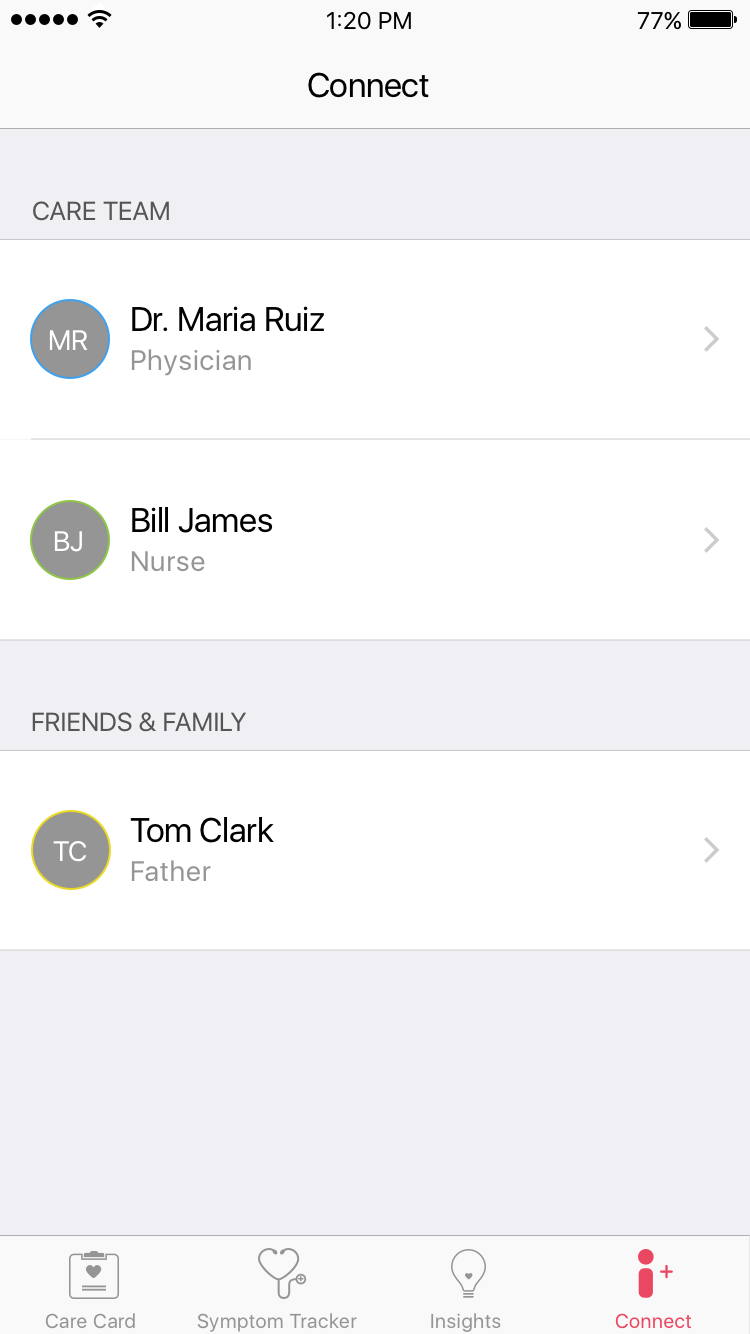 1:20 PM
77%
Connect
CARE TEAM
MR
Dr. Maria Ruiz
Physician
BJ
Bill James
Nurse
FRIENDS & FAMILY
TC
Tom Clark
Father
Care Card
Symptom Tracker
Insights
Connect